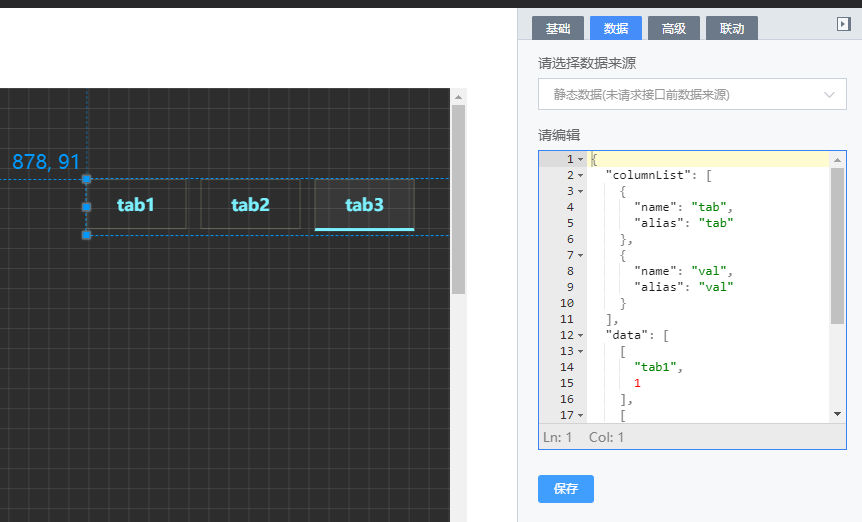 基础 数据 高级 联动
请选择数据来源
静态数据(未请求接口前数据来源)
878, 91
tab1 tab2 tab3
请编辑
1 {
2 "columnList": [
3 {
4 "name": "tab",
5 "alias": "tab"
6 },
7 {
8 "name": "val",
9 "alias": "val"
10 }
11 ],
12 "data": [
13 [
14 "tab1",
15 1
16 ],
17 [
Ln: 1 Col: 1
保存